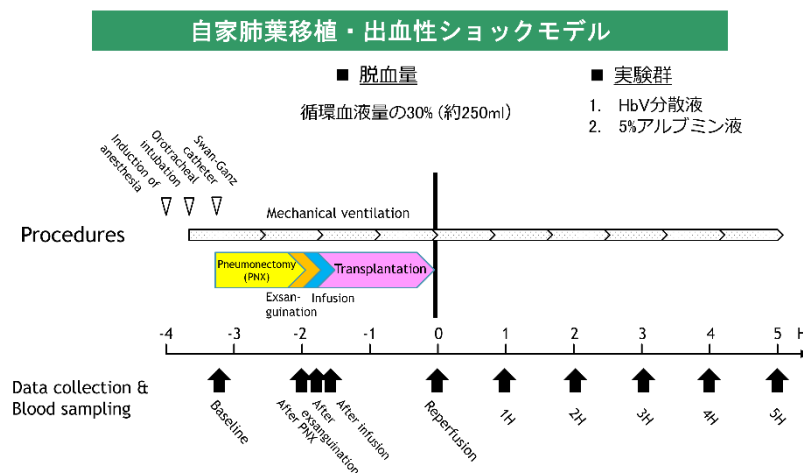 自家肺葉移植・出血性ショックモデル
■ 脱血量
循環血液量の30% (約250ml)
■ 実験群
1. HbV分散液
2. 5%アルブミン液
Induction of
anesthesia
Orotracheal
intubation
Swan-Ganz
catheter
Procedures
Mechanical ventilation
Pneumonectomy
(PNX)
Transplantation
Exsan-
guination
Infusion
-4 -3 -2 -1 0 1 2 3 4 5 H
Data collection &
Blood sampling
Baseline
After PNX
After
exsanguination
After infusion
Reperfusion
1H
2H
3H
4H
5H